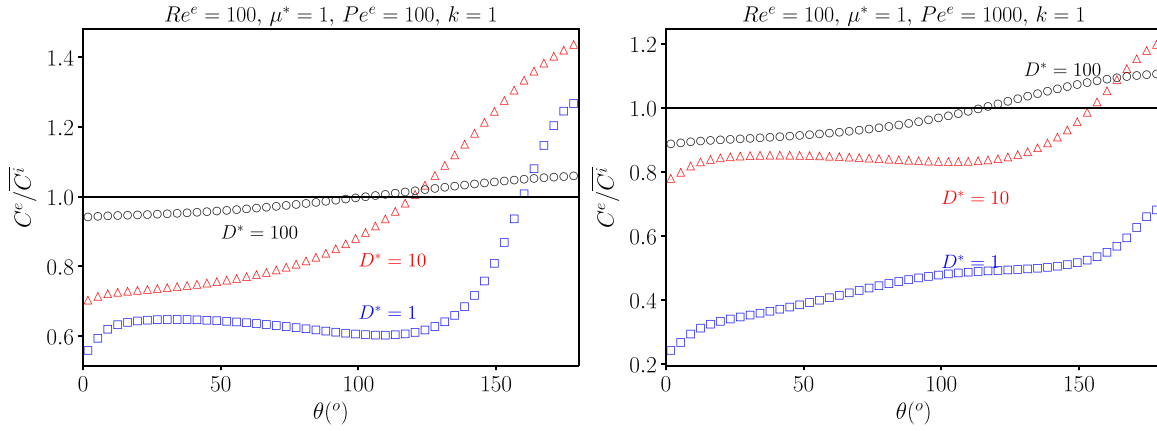 Re^e = 100, μ* = 1, Pe^e = 100, k = 1
C^e/\overline{C^i}
1.4
1.2
1.0
0.8
0.6
D* = 100
D* = 10
D* = 1
0 50 100 150
θ(°)
Re^e = 100, μ* = 1, Pe^e = 1000, k = 1
C^e/\overline{C^i}
1.2
1.0
0.8
0.6
0.4
0.2
D* = 100
D* = 10
D* = 1
0 50 100 150
θ(°)